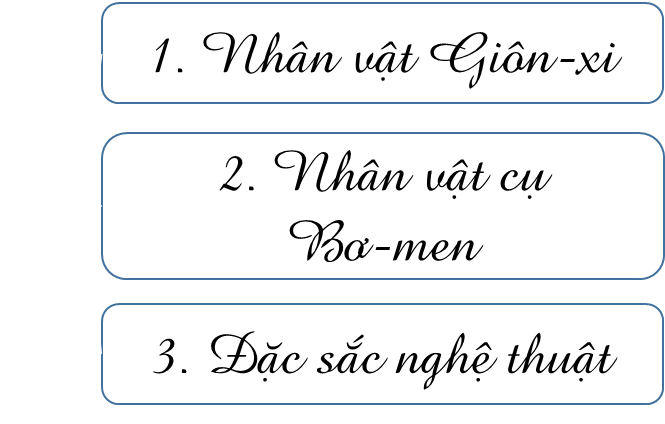 1. Nhân vật Giôn-xi
2. Nhân vật cụ
Bơ-men
3. Đặc sắc nghệ thuật